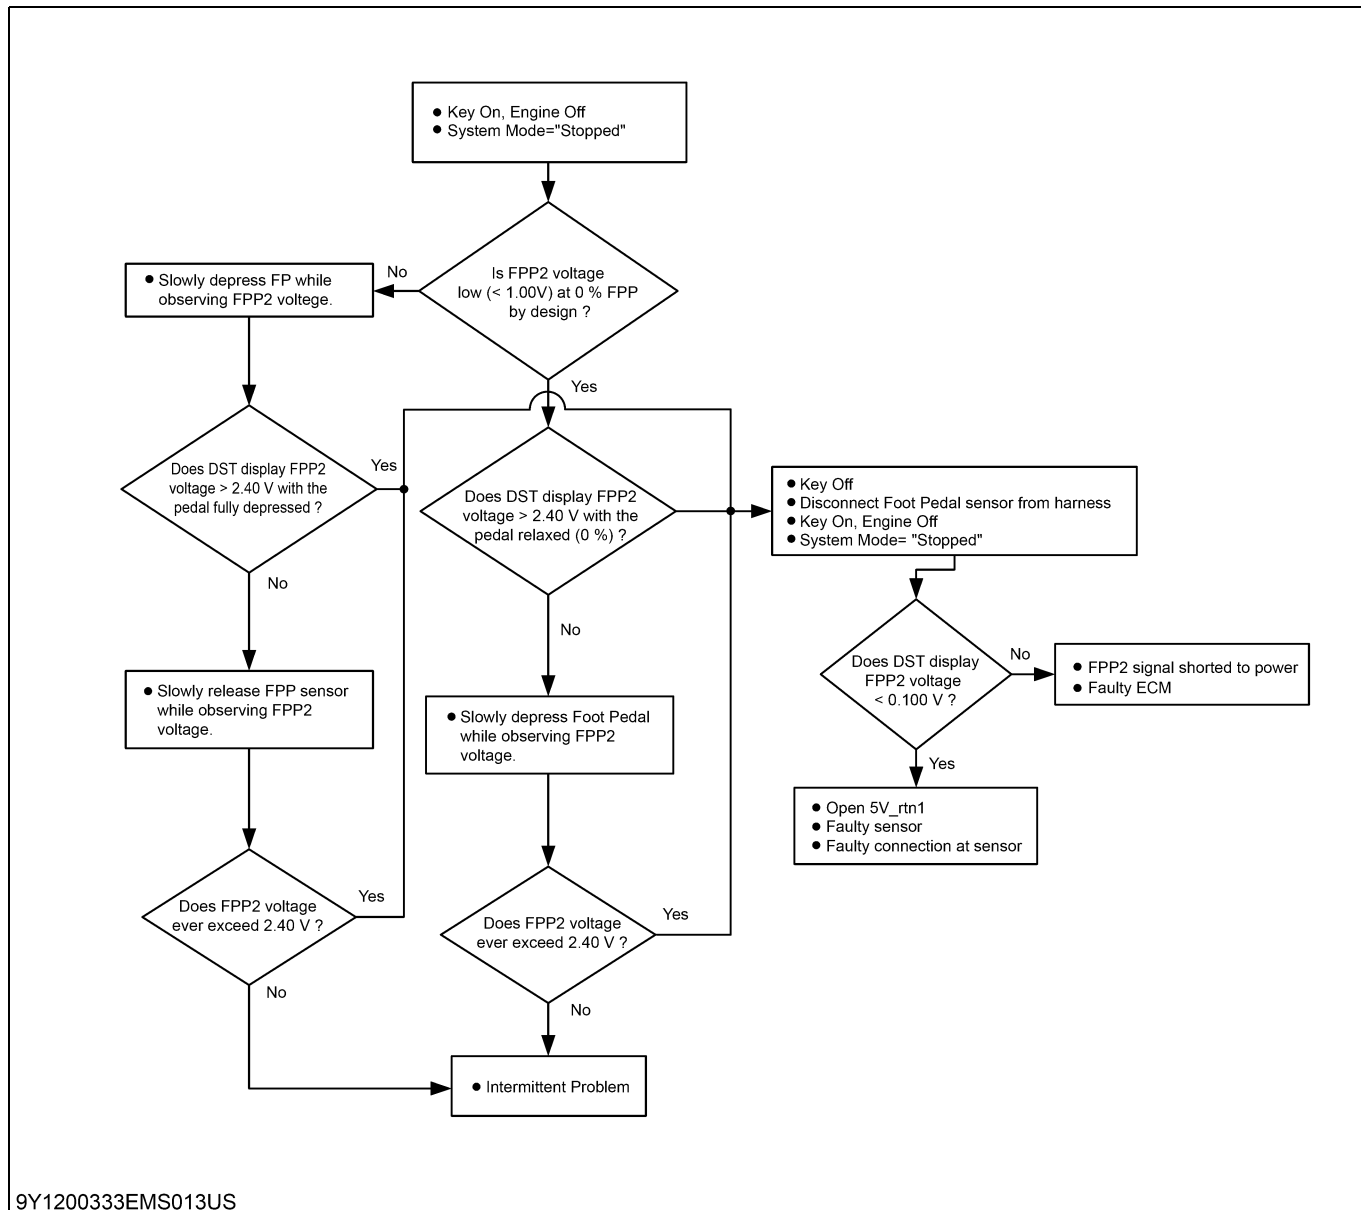 ● Key On, Engine Off
● System Mode="Stopped"
Is FPP2 voltage
low (< 1.00V) at 0 % FPP
by design ?
No
Yes
● Slowly depress FP while
observing FPP2 voltege.
Does DST display FPP2
voltage > 2.40 V with the
pedal fully depressed ?
Yes
No
● Slowly release FPP sensor
while observing FPP2
voltage.
Does FPP2 voltage
ever exceed 2.40 V ?
Yes
No
Does DST display FPP2
voltage > 2.40 V with the
pedal relaxed (0 %) ?
No
● Slowly depress Foot Pedal
while observing FPP2
voltage.
Does FPP2 voltage
ever exceed 2.40 V ?
Yes
No
● Intermittent Problem
● Key Off
● Disconnect Foot Pedal sensor from harness
● Key On, Engine Off
● System Mode= "Stopped"
Does DST display
FPP2 voltage
< 0.100 V ?
No
● FPP2 signal shorted to power
● Faulty ECM
Yes
● Open 5V_rtn1
● Faulty sensor
● Faulty connection at sensor
9Y1200333EMS013US